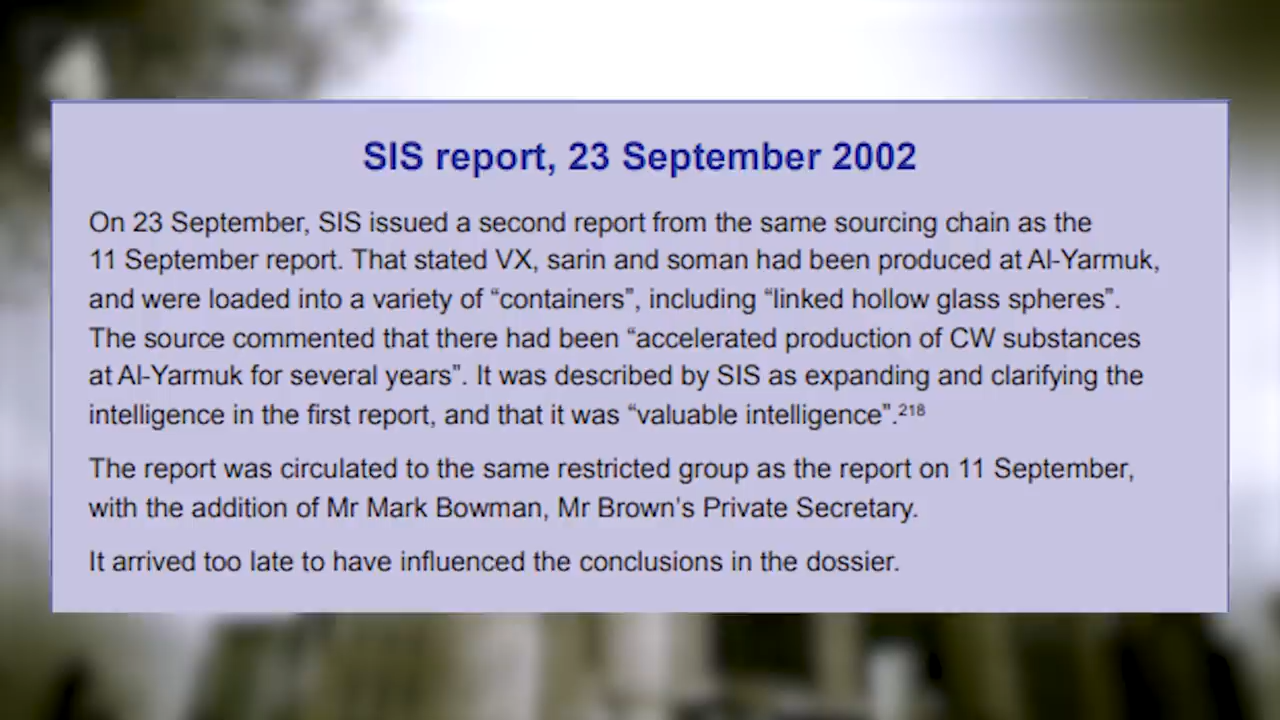 SIS report, 23 September 2002
On 23 September, SIS issued a second report from the same sourcing chain as the
11 September report. That stated VX, sarin and soman had been produced at Al-Yarmuk,
and were loaded into a variety of “containers”, including “linked hollow glass spheres”.
The source commented that there had been “accelerated production of CW substances
at Al-Yarmuk for several years”. It was described by SIS as expanding and clarifying the
intelligence in the first report, and that it was “valuable intelligence”.²¹⁸
The report was circulated to the same restricted group as the report on 11 September,
with the addition of Mr Mark Bowman, Mr Brown’s Private Secretary.
It arrived too late to have influenced the conclusions in the dossier.